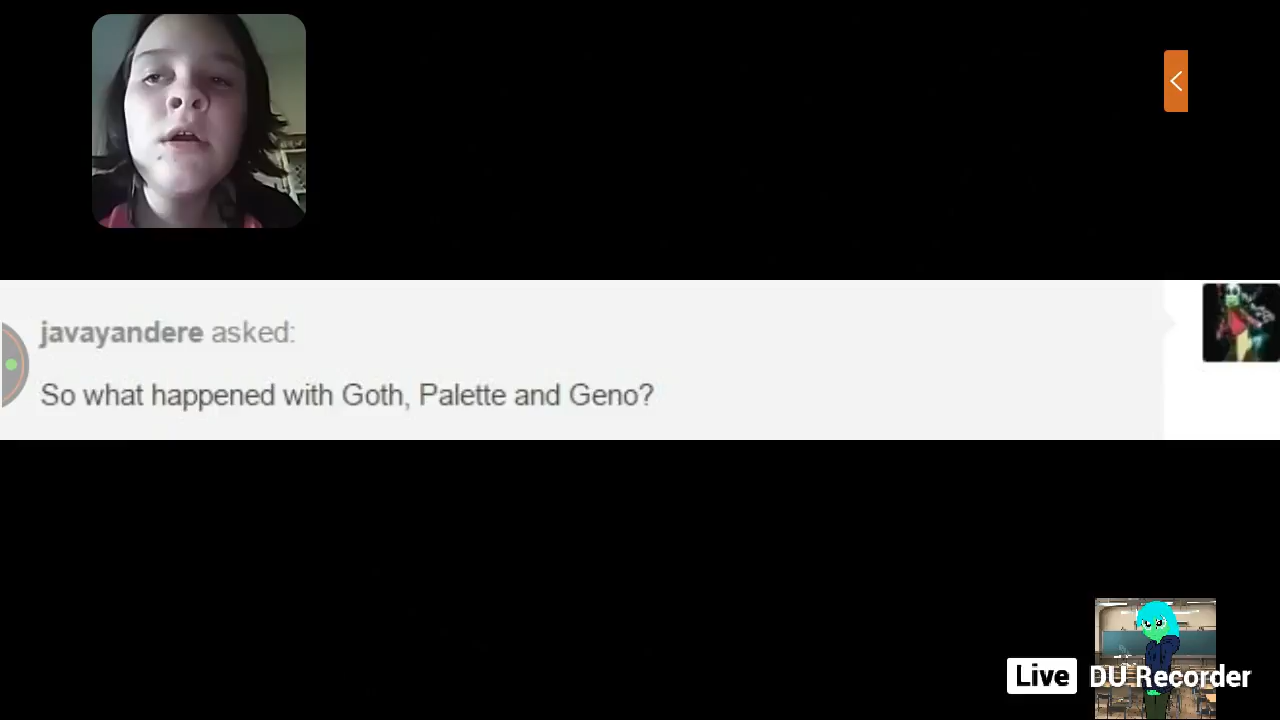 javayandere asked:
So what happened with Goth, Palette and Geno?
Live DU Recorder